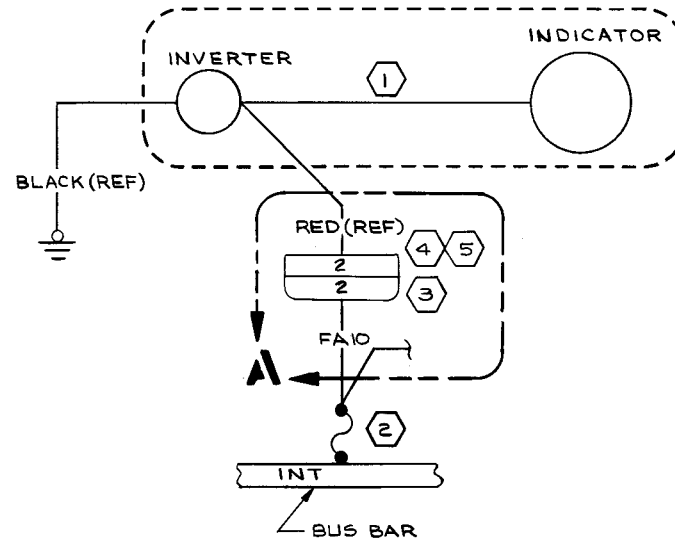 INDICATOR
INVERTER
1
BLACK (REF)
RED (REF)
4 5
2
2
3
FA10
A
2
INT
BUS BAR